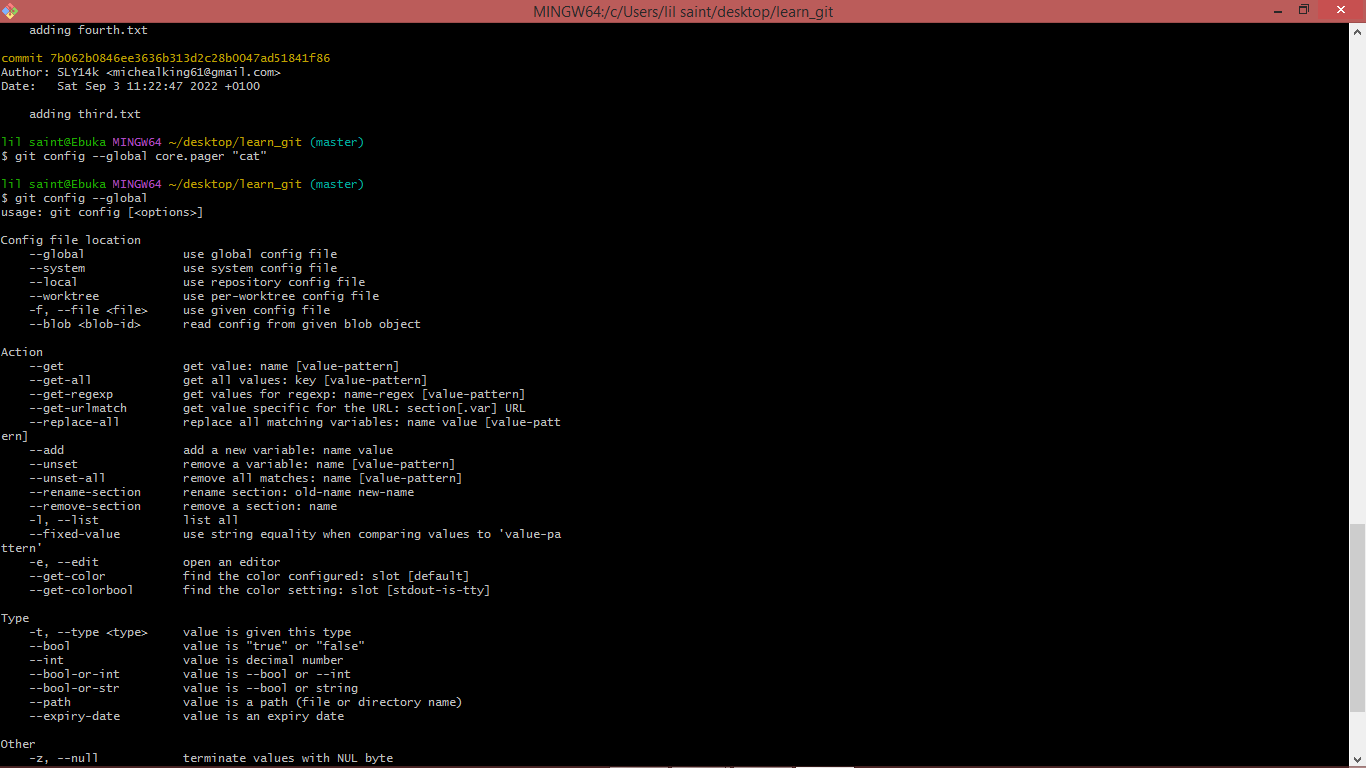 MINGW64:/c/Users/lil saint/desktop/learn_git
    adding fourth.txt
commit 7b062b0846ee3636b313d2c28b0047ad51841f86
Author: SLY14k <michealking61@gmail.com>
Date:   Sat Sep 3 11:22:47 2022 +0100
    adding third.txt
lil saint@Ebuka MINGW64 ~/desktop/learn_git (master)
$ git config --global core.pager "cat"
lil saint@Ebuka MINGW64 ~/desktop/learn_git (master)
$ git config --global
usage: git config [<options>]
Config file location
    --global              use global config file
    --system              use system config file
    --local               use repository config file
    --worktree            use per-worktree config file
    -f, --file <file>     use given config file
    --blob <blob-id>      read config from given blob object
Action
    --get                 get value: name [value-pattern]
    --get-all             get all values: key [value-pattern]
    --get-regexp          get values for regexp: name-regex [value-pattern]
    --get-urlmatch        get value specific for the URL: section[.var] URL
    --replace-all         replace all matching variables: name value [value-patt
ern]
    --add                 add a new variable: name value
    --unset               remove a variable: name [value-pattern]
    --unset-all           remove all matches: name [value-pattern]
    --rename-section      rename section: old-name new-name
    --remove-section      remove a section: name
    -l, --list            list all
    --fixed-value         use string equality when comparing values to 'value-pa
ttern'
    -e, --edit            open an editor
    --get-color           find the color configured: slot [default]
    --get-colorbool       find the color setting: slot [stdout-is-tty]
Type
    -t, --type <type>     value is given this type
    --bool                value is "true" or "false"
    --int                 value is decimal number
    --bool-or-int         value is --bool or --int
    --bool-or-str         value is --bool or string
    --path                value is a path (file or directory name)
    --expiry-date         value is an expiry date
Other
    -z, --null            terminate values with NUL byte